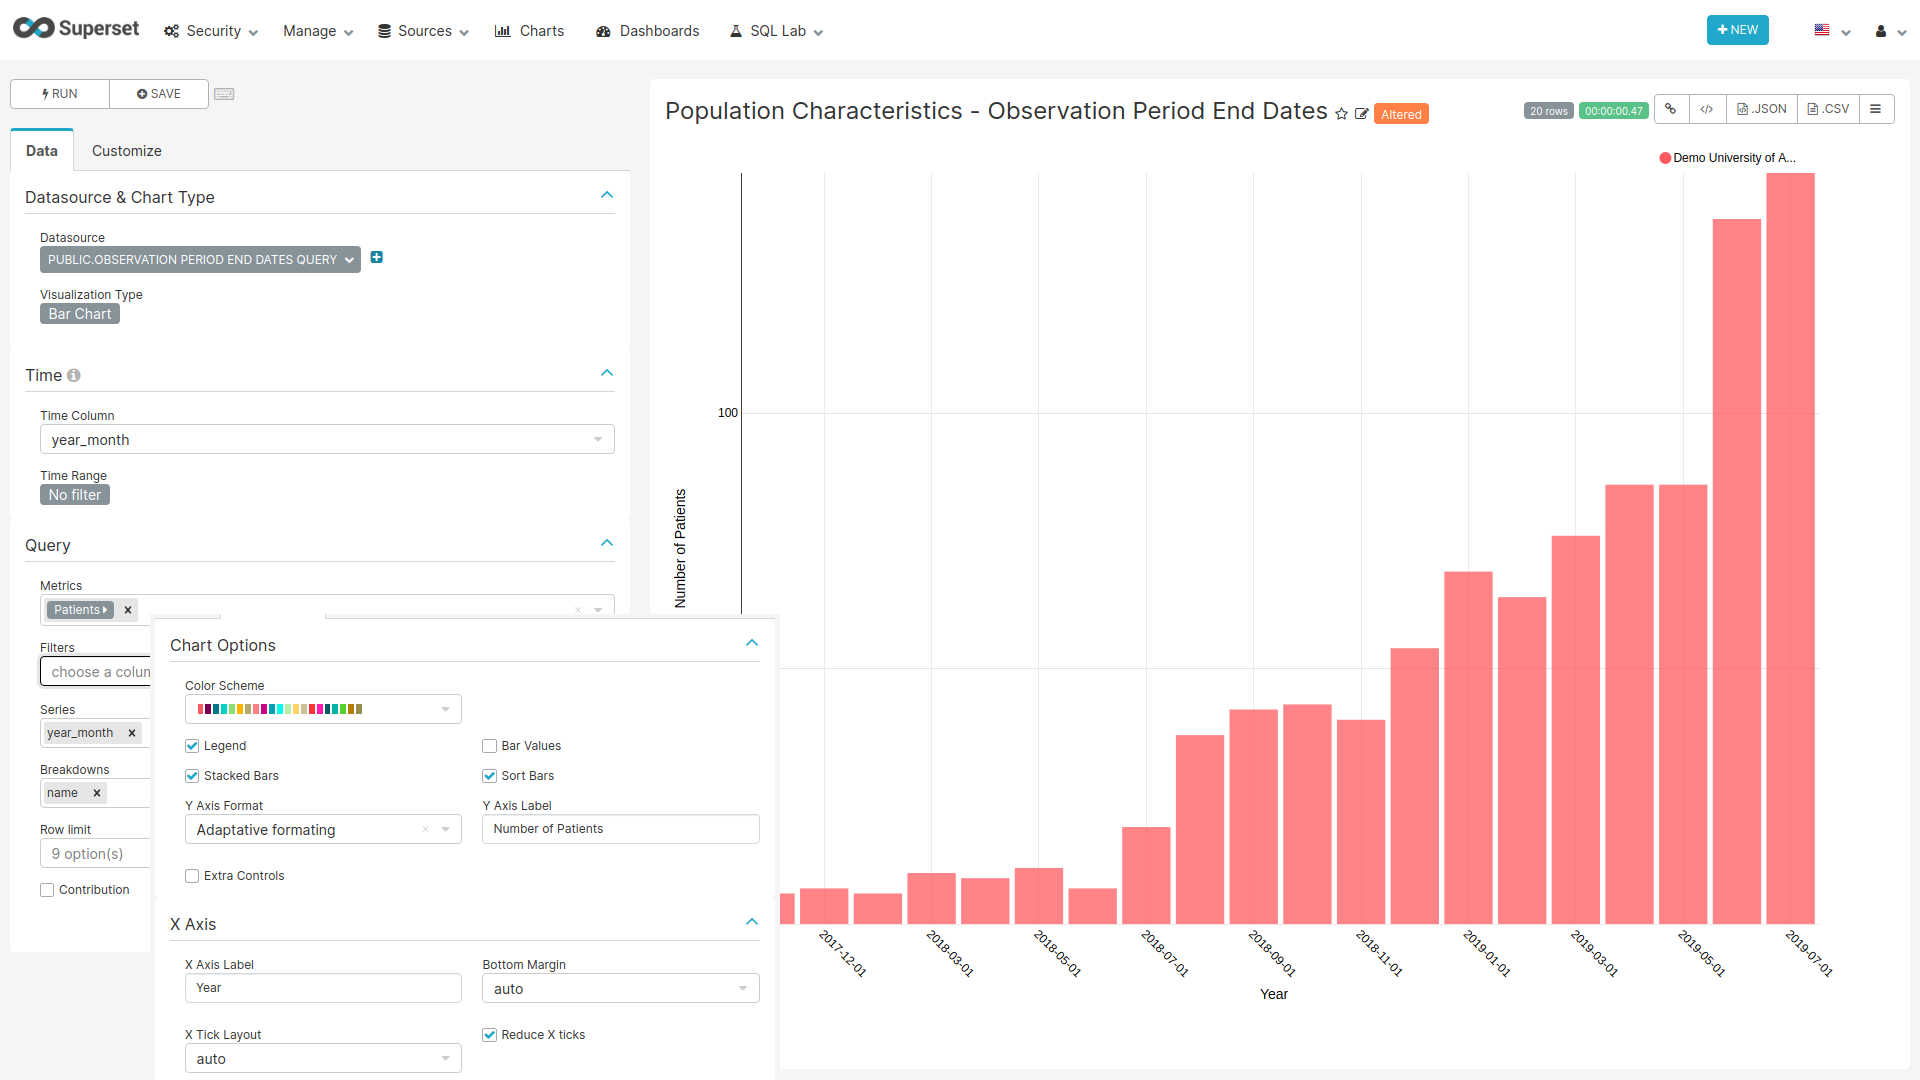 Superset
Security
Manage
Sources
Charts
Dashboards
SQL Lab
NEW
RUN
SAVE
Data
Customize
Datasource & Chart Type
Datasource
PUBLIC.OBSERVATION PERIOD END DATES QUERY
Visualization Type
Bar Chart
Time
Time Column
year_month
Time Range
No filter
Query
Metrics
Patients
Filters
choose a colum
Series
year_month
Breakdowns
name
Row limit
9 option(s)
Contribution
Chart Options
Color Scheme
Legend
Bar Values
Stacked Bars
Sort Bars
Y Axis Format
Y Axis Label
Adaptative formating
Number of Patients
Extra Controls
X Axis
X Axis Label
Bottom Margin
Year
auto
X Tick Layout
Reduce X ticks
auto
Population Characteristics - Observation Period End Dates
Altered
20 rows
00:00:00.47
</>
.JSON
.CSV
Demo University of A...
100
Number of Patients
2017-12-01
2018-03-01
2018-05-01
2018-07-01
2018-09-01
2018-11-01
2019-01-01
2019-03-01
2019-05-01
2019-07-01
Year